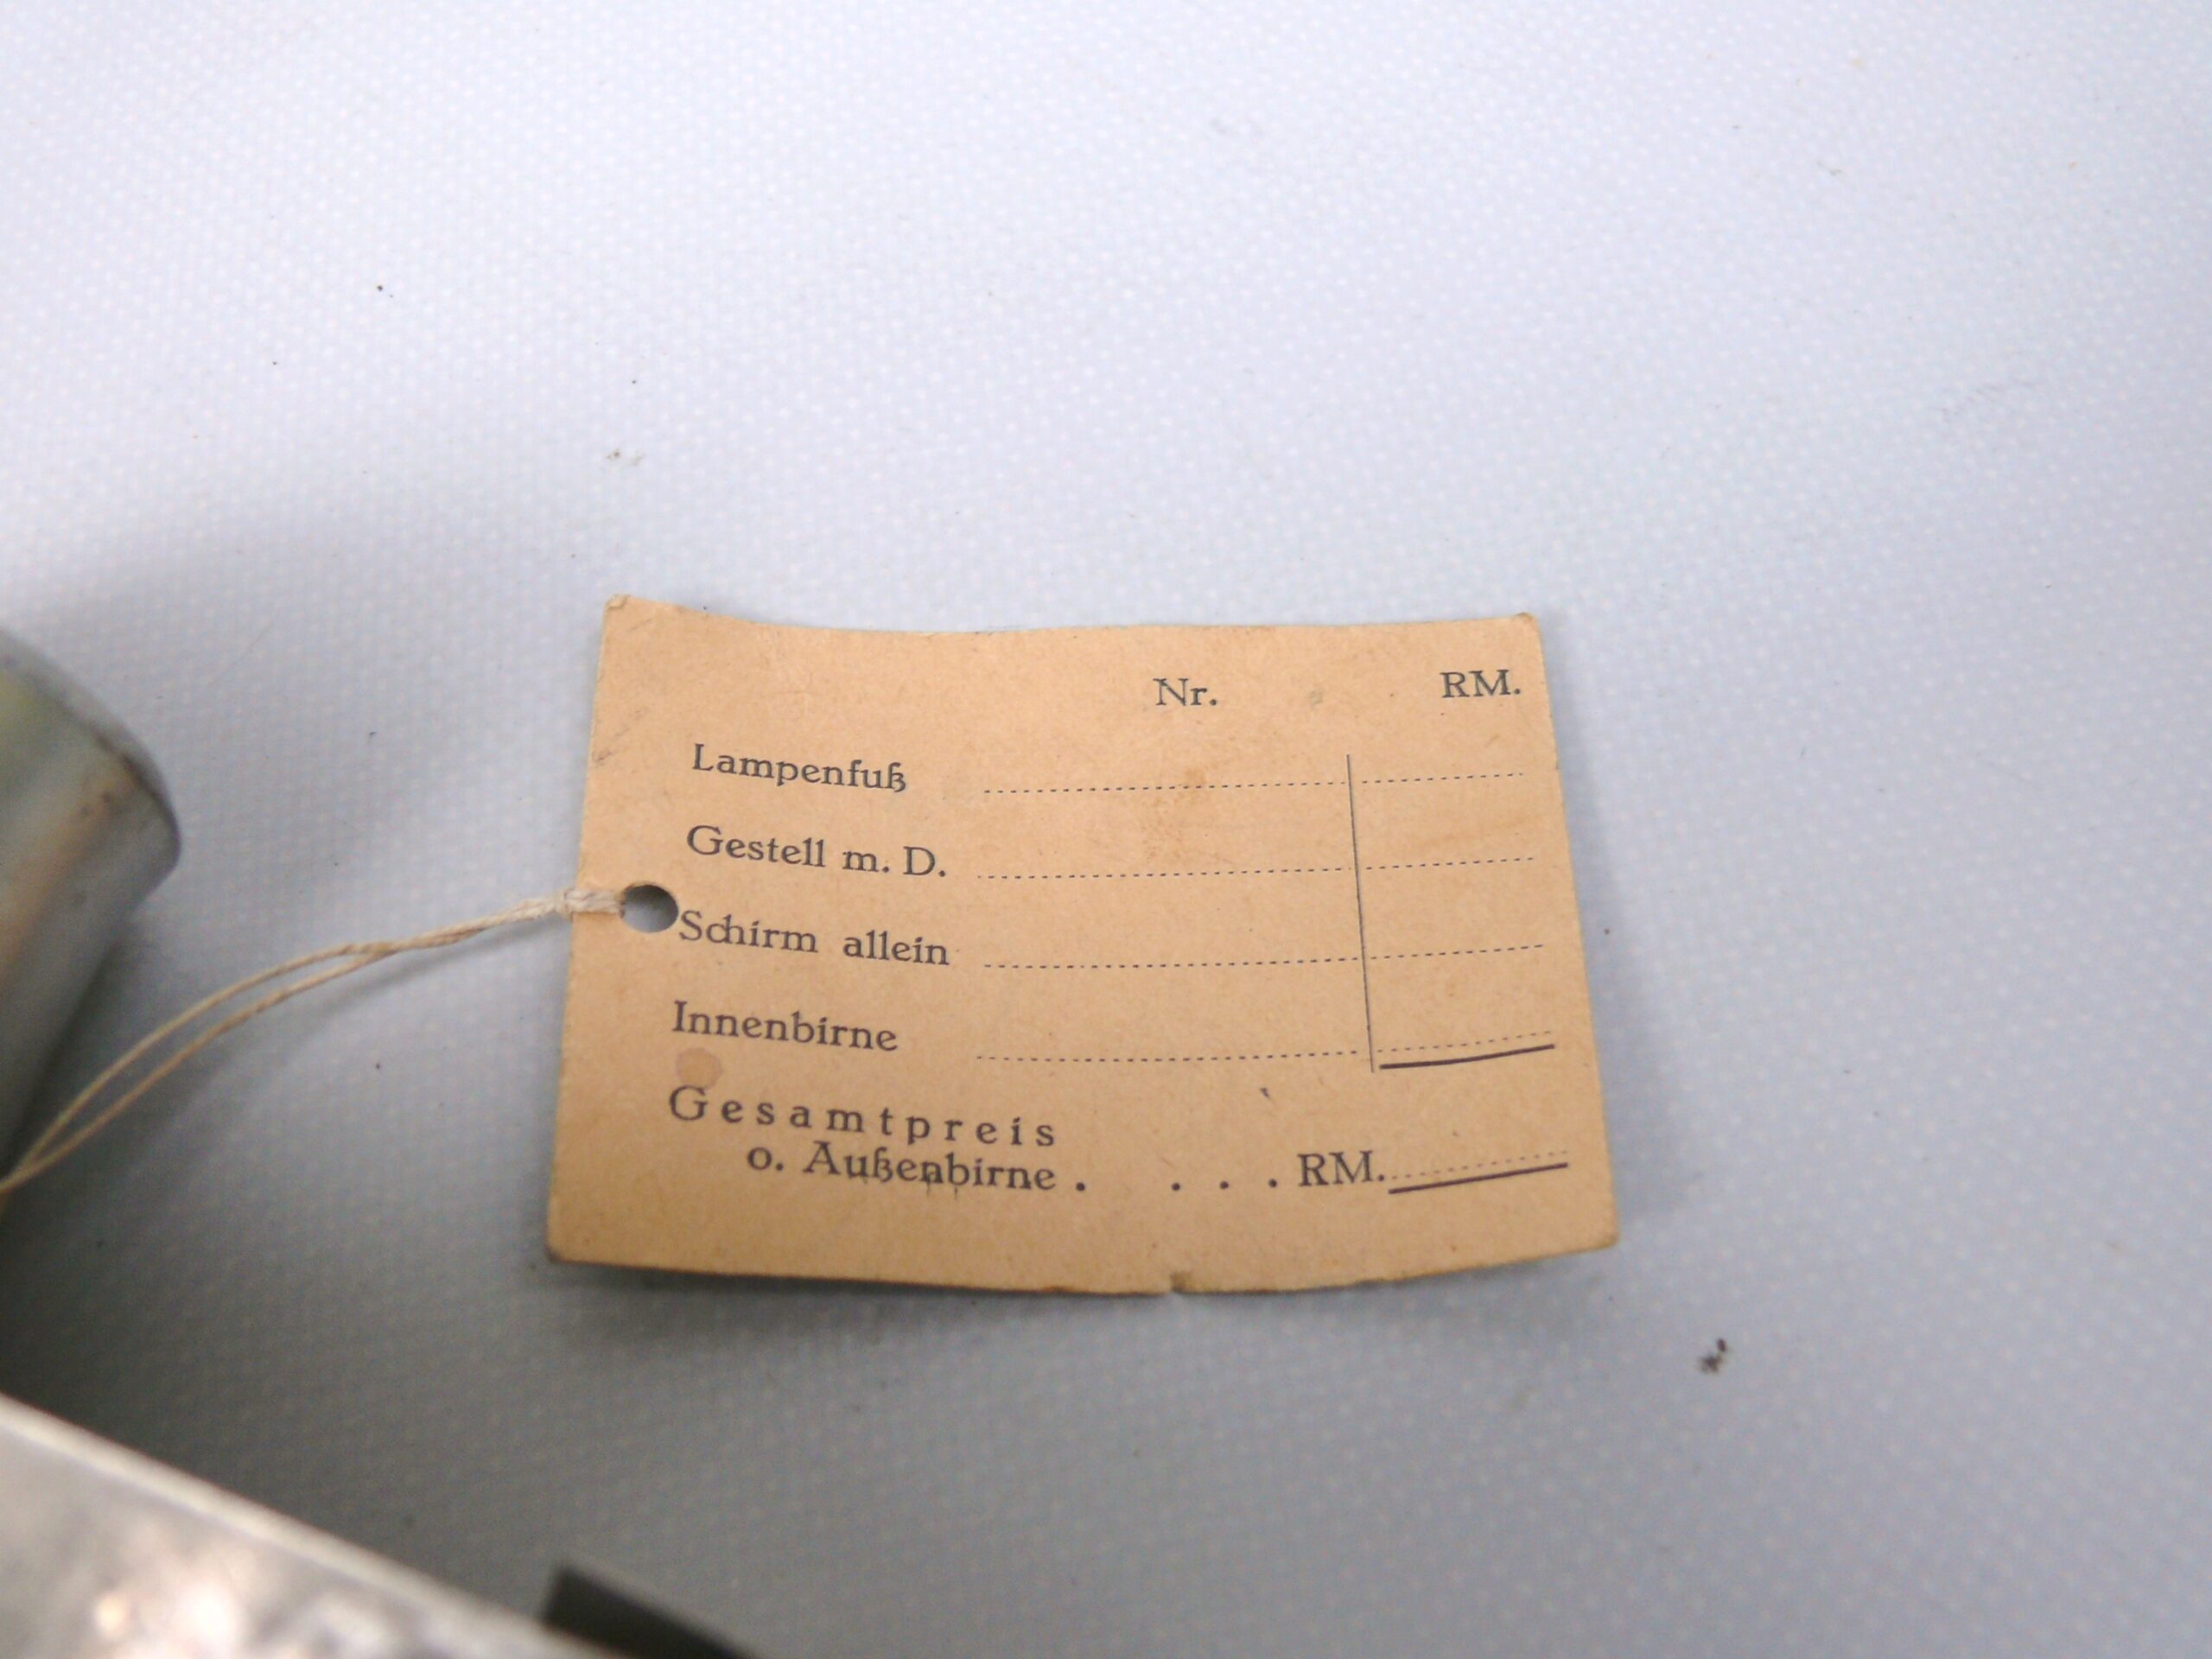 Nr. RM.
Lampenfuß
Gestell m. D.
Schirm allein
Innenbirne
Gesamtpreis
o. Außenbirne . . . . RM.